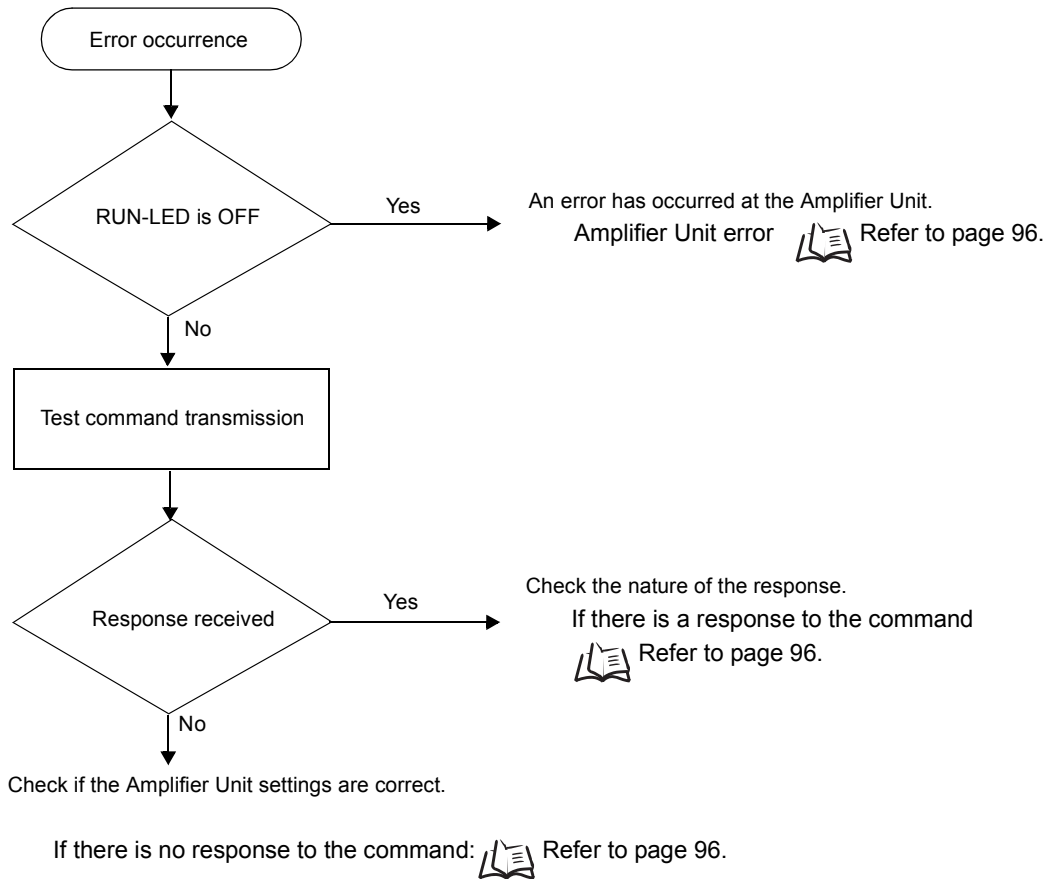 Error occurrence
RUN-LED is OFF
Yes
An error has occurred at the Amplifier Unit.
Amplifier Unit error Refer to page 96.
No
Test command transmission
Response received
Yes
Check the nature of the response.
If there is a response to the command
Refer to page 96.
No
Check if the Amplifier Unit settings are correct.
If there is no response to the command: Refer to page 96.